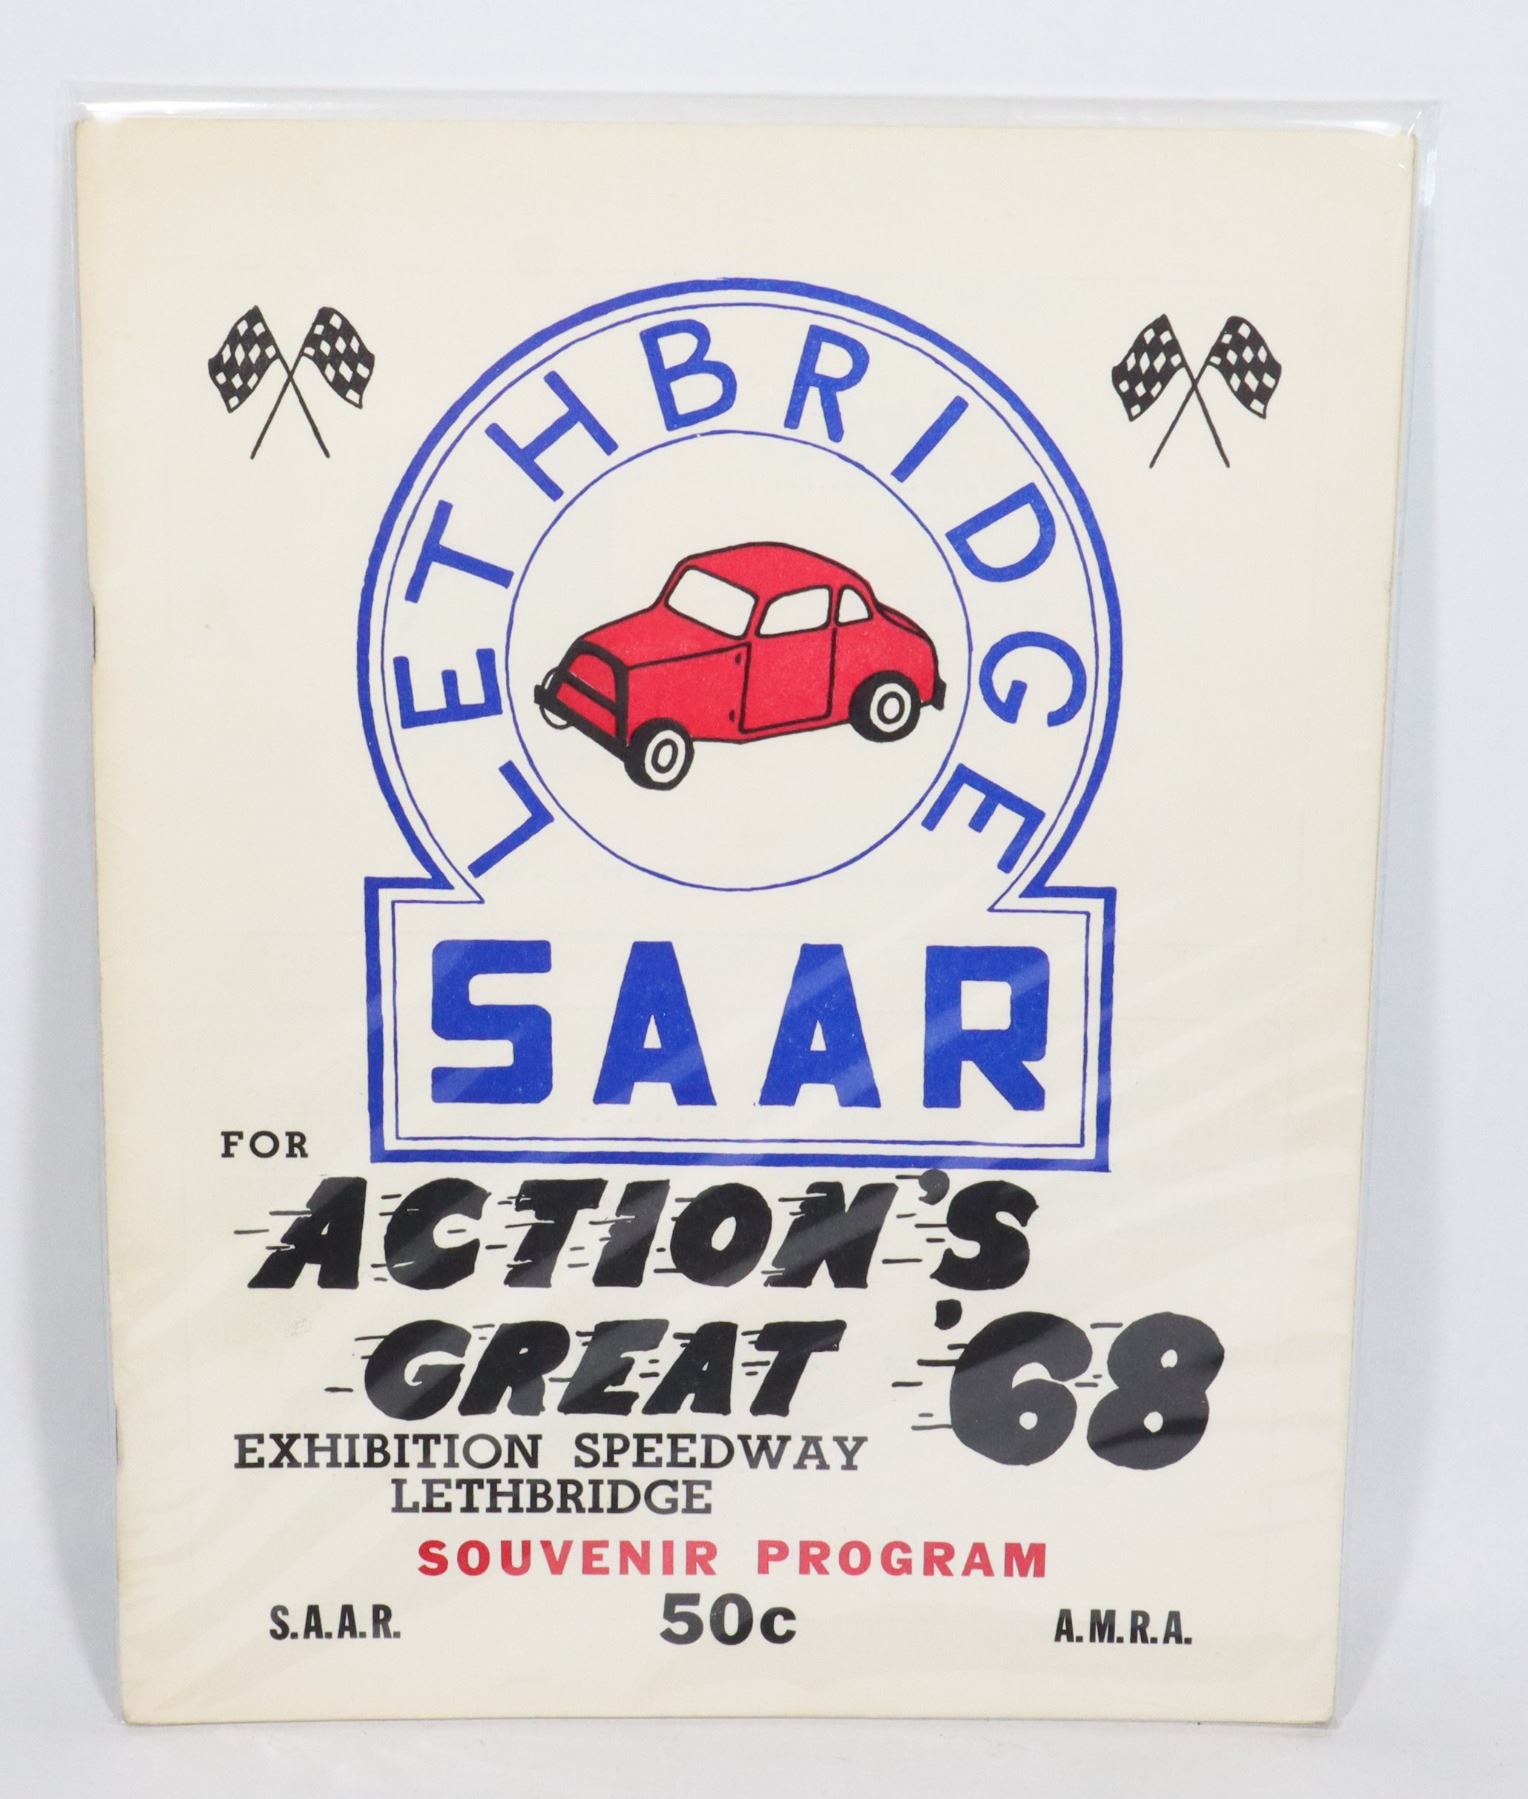 LETHBRIDGE
SAAR
FOR
ACTION'S
GREAT '68
EXHIBITION SPEEDWAY
LETHBRIDGE
SOUVENIR PROGRAM
S.A.A.R. 50c A.M.R.A.